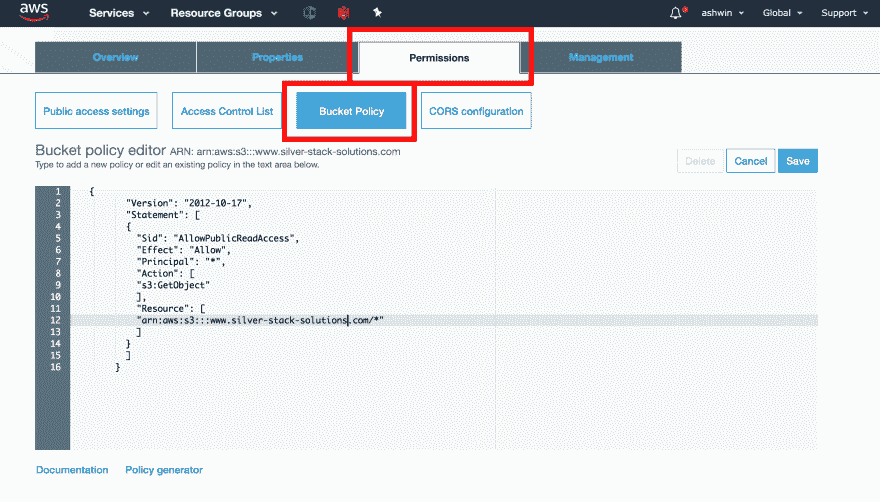 aws Services Resource Groups ashwin Global Support
Overview Properties Permissions Management
Public access settings Access Control List Bucket Policy CORS configuration
Bucket policy editor ARN: arn:aws:s3:::www.silver-stack-solutions.com
Type to add a new policy or edit an existing policy in the text area below.
Delete Cancel Save
1 {
2 "Version": "2012-10-17",
3 "Statement": [
4 {
5 "Sid": "AllowPublicReadAccess",
6 "Effect": "Allow",
7 "Principal": "*",
8 "Action": [
9 "s3:GetObject"
10 ],
11 "Resource": [
12 "arn:aws:s3:::www.silver-stack-solutions.com/*"
13 ]
14 }
15 ]
16 }
Documentation Policy generator